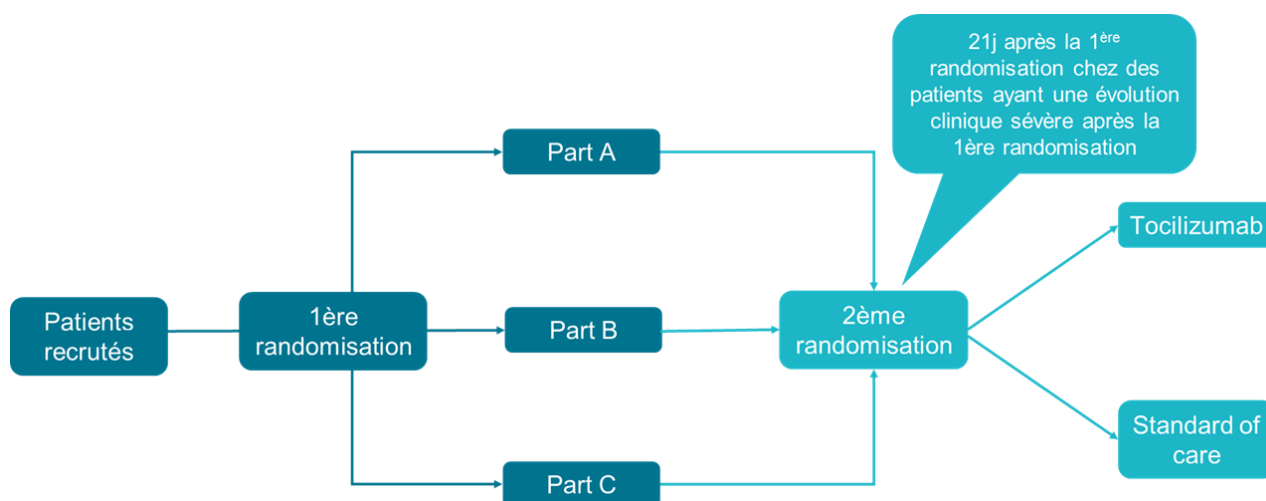 21j après la 1ère
randomisation chez des
patients ayant une évolution
clinique sévère après la
1ère randomisation
Part A
Tocilizumab
Patients
recrutés
1ère
randomisation
Part B
2ème
randomisation
Standard of
care
Part C